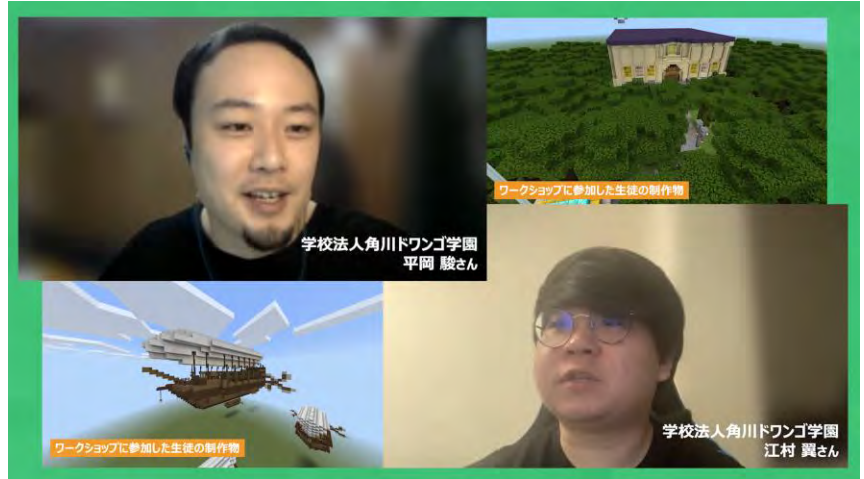 ワークショップに参加した生徒の制作物
学校法人角川ドワンゴ学園
平岡 駿さん
ワークショップに参加した生徒の制作物
学校法人角川ドワンゴ学園
江村 翼さん